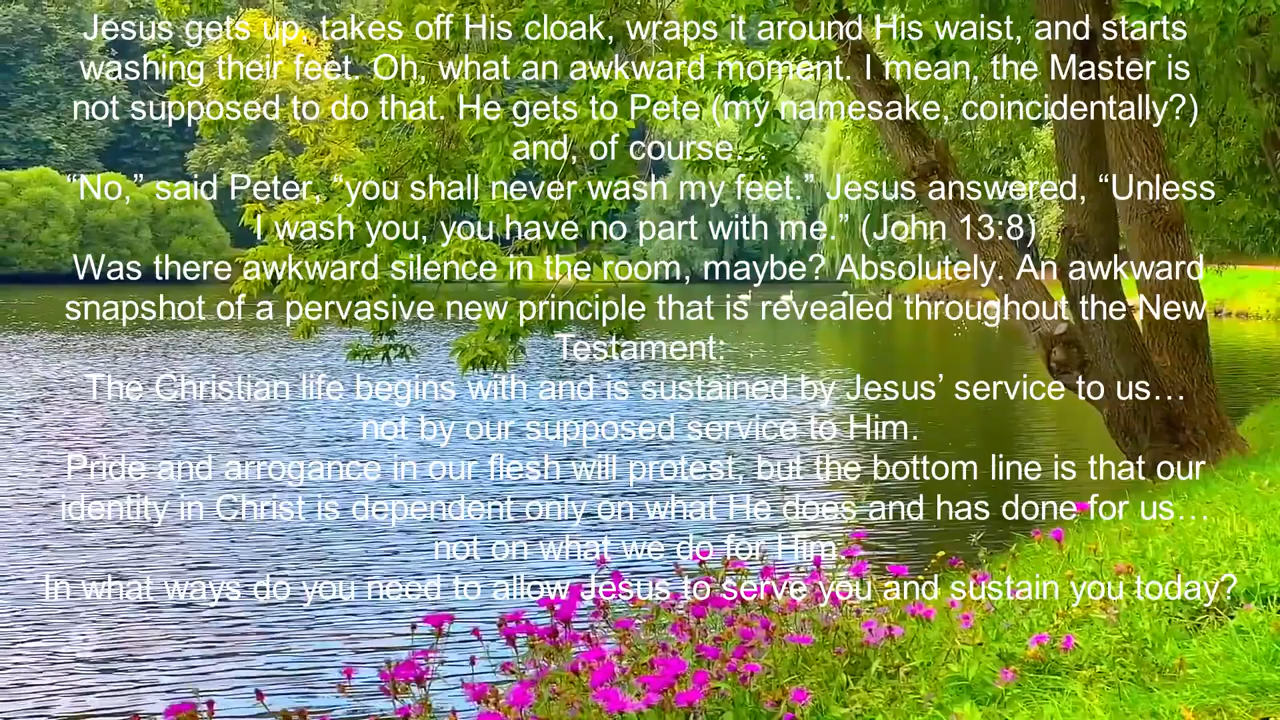 Jesus gets up, takes off His cloak, wraps it around His waist, and starts
washing their feet. Oh, what an awkward moment. I mean, the Master is
not supposed to do that. He gets to Pete (my namesake, coincidentally?)
and, of course…
“No,” said Peter, “you shall never wash my feet.” Jesus answered, “Unless
I wash you, you have no part with me.” (John 13:8)
Was there awkward silence in the room, maybe? Absolutely. An awkward
snapshot of a pervasive new principle that is revealed throughout the New
Testament:
The Christian life begins with and is sustained by Jesus’ service to us…
not by our supposed service to Him.
Pride and arrogance in our flesh will protest, but the bottom line is that our
identity in Christ is dependent only on what He does and has done for us…
not on what we do for Him.
In what ways do you need to allow Jesus to serve you and sustain you today?